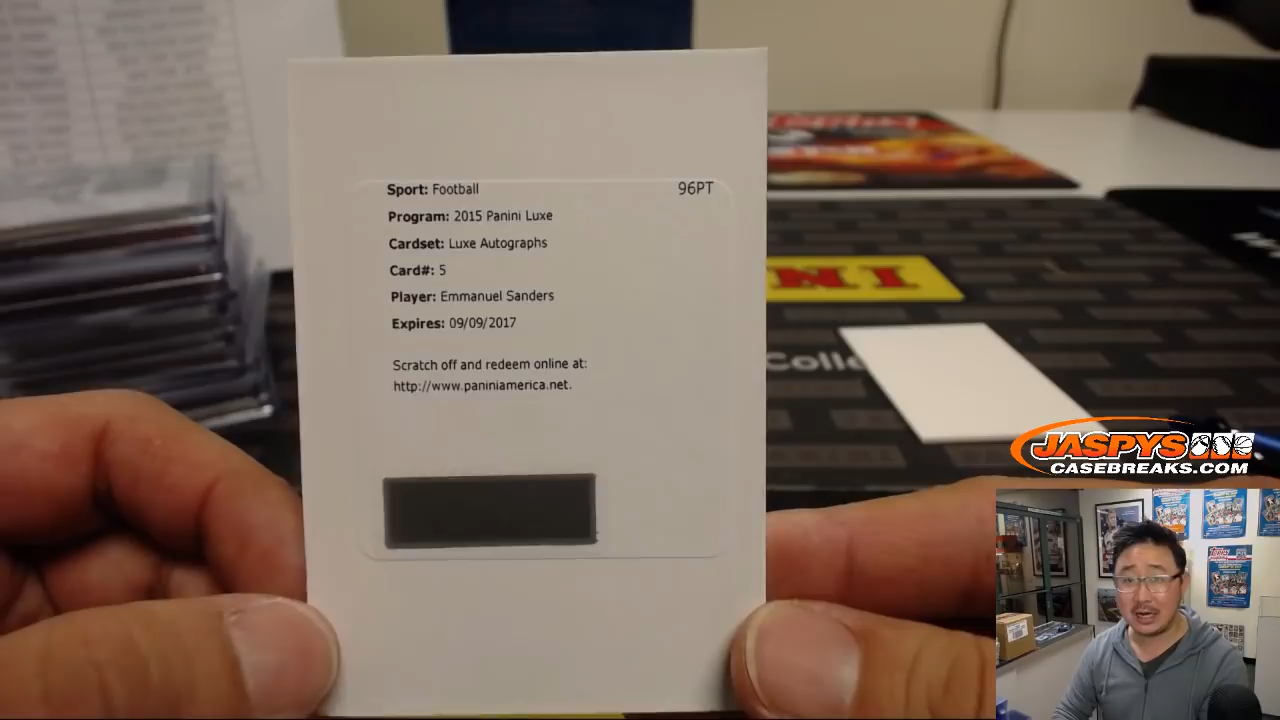 Sport: Football
96PT
Program: 2015 Panini Luxe
Cardset: Luxe Autographs
Card#: 5
Player: Emmanuel Sanders
Expires: 09/09/2017
Scratch off and redeem online at:
http://www.paniniamerica.net.
JASPYS
CASEBREAKS.COM